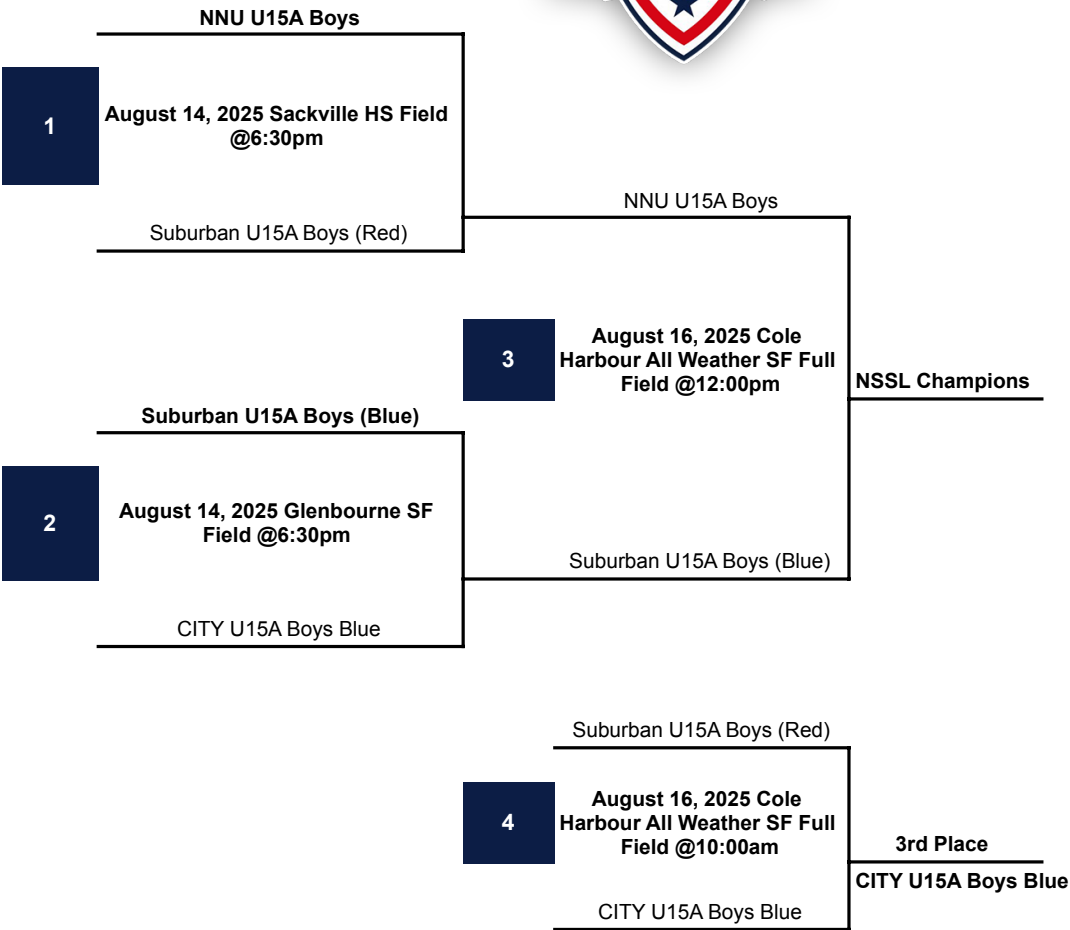 NNU U15A Boys
1
August 14, 2025 Sackville HS Field
@6:30pm
Suburban U15A Boys (Red)
NNU U15A Boys
3
August 16, 2025 Cole
Harbour All Weather SF Full
Field @12:00pm
NSSL Champions
Suburban U15A Boys (Blue)
2
August 14, 2025 Glenbourne SF
Field @6:30pm
Suburban U15A Boys (Blue)
CITY U15A Boys Blue
Suburban U15A Boys (Red)
4
August 16, 2025 Cole
Harbour All Weather SF Full
Field @10:00am
3rd Place
CITY U15A Boys Blue
CITY U15A Boys Blue